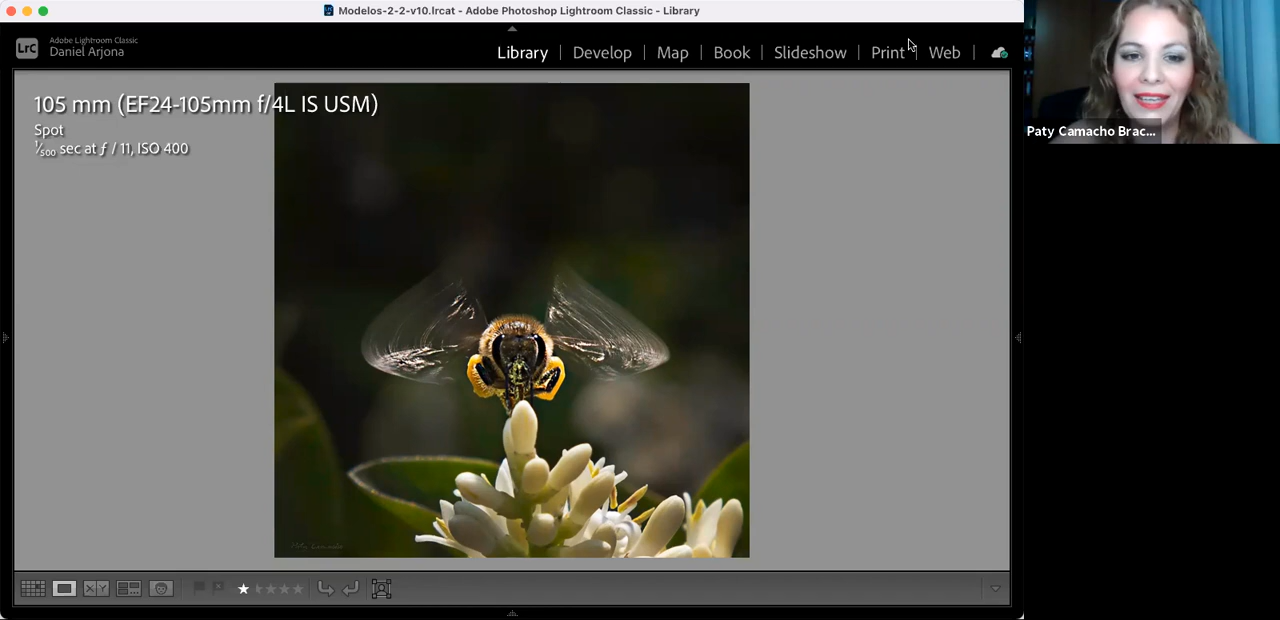 Modelos-2-2-v10.lrcat - Adobe Photoshop Lightroom Classic - Library
LrC
Adobe Lightroom Classic
Daniel Arjona
Library | Develop | Map | Book | Slideshow | Print | Web |
105 mm (EF24-105mm f/4L IS USM)
Spot
1/500 sec at ƒ / 11, ISO 400
Paty Camacho Brac...
X Y